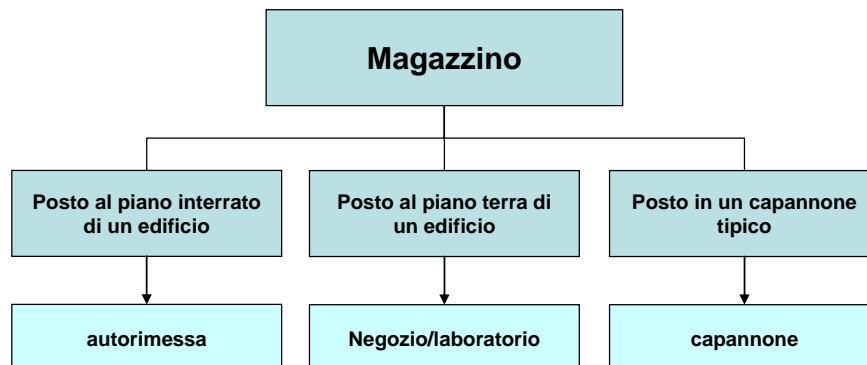 Magazzino
Posto al piano interrato
di un edificio
Posto al piano terra di
un edificio
Posto in un capannone
tipico
autorimessa
Negozio/laboratorio
capannone